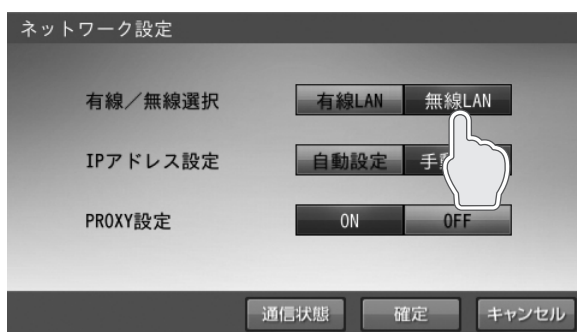 ネットワーク設定
有線／無線選択 有線LAN 無線LAN
IPアドレス設定 自動設定 手
PROXY設定 ON OFF
通信状態 確定 キャンセル